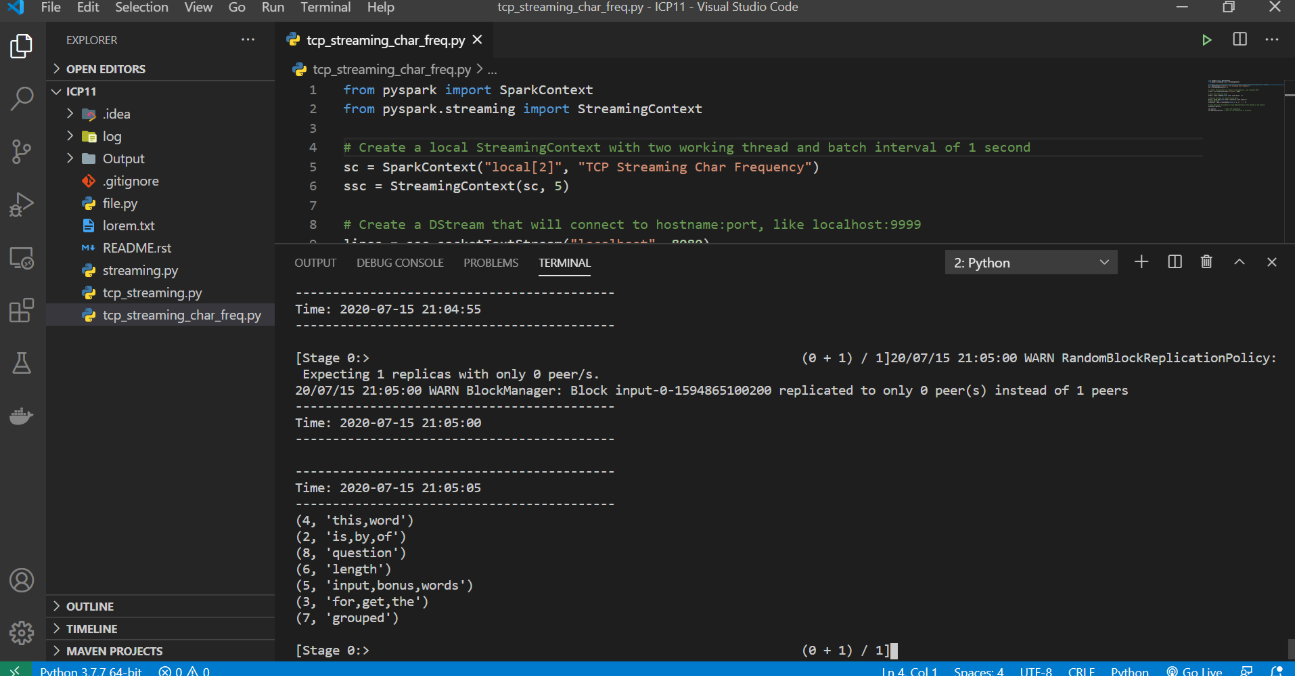 File Edit Selection View Go Run Terminal Help
tcp_streaming_char_freq.py - ICP11 - Visual Studio Code
EXPLORER
OPEN EDITORS
ICP11
.idea
log
Output
.gitignore
file.py
lorem.txt
README.rst
streaming.py
tcp_streaming.py
tcp_streaming_char_freq.py
OUTLINE
TIMELINE
MAVEN PROJECTS
tcp_streaming_char_freq.py
tcp_streaming_char_freq.py > ...
1 from pyspark import SparkContext
2 from pyspark.streaming import StreamingContext
3
4 # Create a local StreamingContext with two working thread and batch interval of 1 second
5 sc = SparkContext("local[2]", "TCP Streaming Char Frequency")
6 ssc = StreamingContext(sc, 5)
7
8 # Create a DStream that will connect to hostname:port, like localhost:9999
9 lines = ssc.socketTextStream("localhost", 8080)
OUTPUT DEBUG CONSOLE PROBLEMS TERMINAL
2: Python
-------------------------------------------
Time: 2020-07-15 21:04:55
-------------------------------------------
[Stage 0:> (0 + 1) / 1]20/07/15 21:05:00 WARN RandomBlockReplicationPolicy:
Expecting 1 replicas with only 0 peer/s.
20/07/15 21:05:00 WARN BlockManager: Block input-0-1594865100200 replicated to only 0 peer(s) instead of 1 peers
-------------------------------------------
Time: 2020-07-15 21:05:00
-------------------------------------------
-------------------------------------------
Time: 2020-07-15 21:05:05
-------------------------------------------
(4, 'this,word')
(2, 'is,by,of')
(8, 'question')
(6, 'length')
(5, 'input,bonus,words')
(3, 'for,get,the')
(7, 'grouped')
[Stage 0:> (0 + 1) / 1]
Python 3.7.7 64-bit 0 0 Ln 4, Col 1 Spaces: 4 UTF-8 CRLF Python Go Live